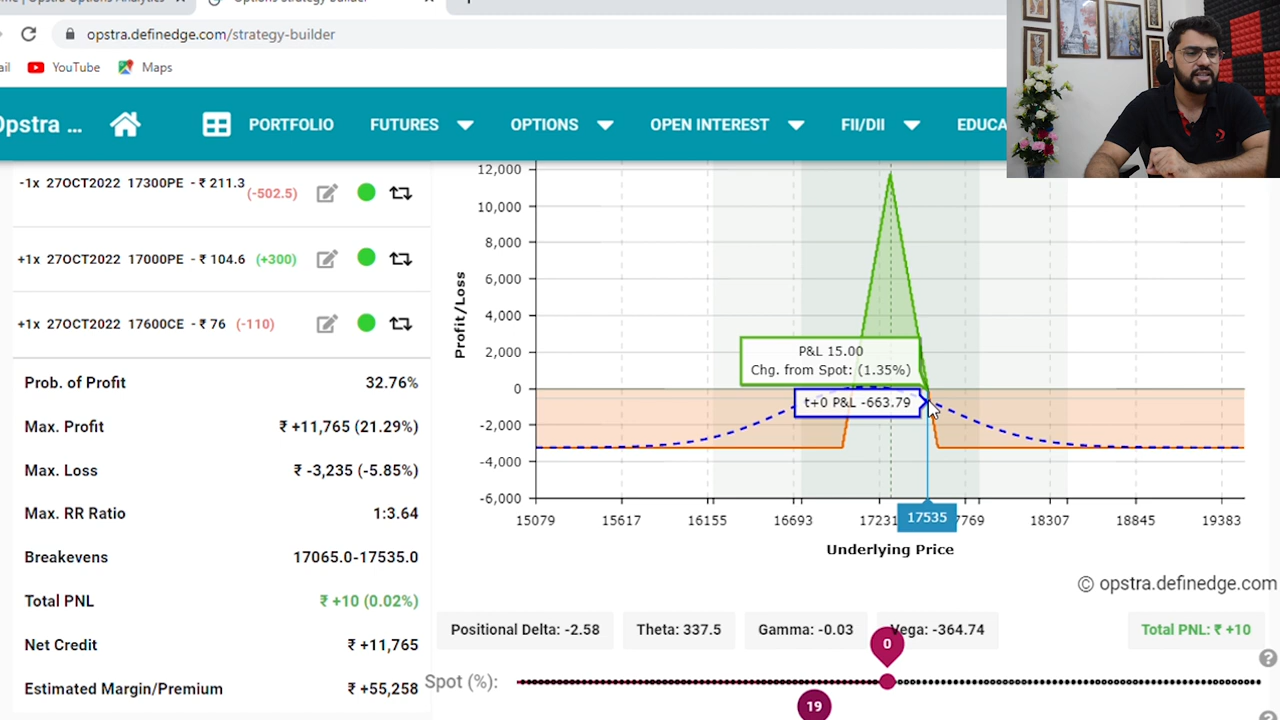 Options Strategy builder
opstra.definedge.com/strategy-builder
ail YouTube Maps
Opstra ... PORTFOLIO FUTURES OPTIONS OPEN INTEREST FII/DII EDUCA
-1x 27OCT2022 17300PE - ₹ 211.3 (-502.5)
+1x 27OCT2022 17000PE - ₹ 104.6 (+300)
+1x 27OCT2022 17600CE - ₹ 76 (-110)
Prob. of Profit 32.76%
Max. Profit ₹ +11,765 (21.29%)
Max. Loss ₹ -3,235 (-5.85%)
Max. RR Ratio 1:3.64
Breakevens 17065.0-17535.0
Total PNL ₹ +10 (0.02%)
Net Credit ₹ +11,765
Estimated Margin/Premium ₹ +55,258
Profit/Loss
12,000
10,000
8,000
6,000
4,000
2,000
0
-2,000
-4,000
-6,000
P&L 15.00
Chg. from Spot: (1.35%)
t+0 P&L -663.79
15079 15617 16155 16693 17231 17535 7769 18307 18845 19383
Underlying Price
© opstra.definedge.com
Positional Delta: -2.58 Theta: 337.5 Gamma: -0.03 Vega: -364.74 Total PNL: ₹ +10
0
Spot (%):
19